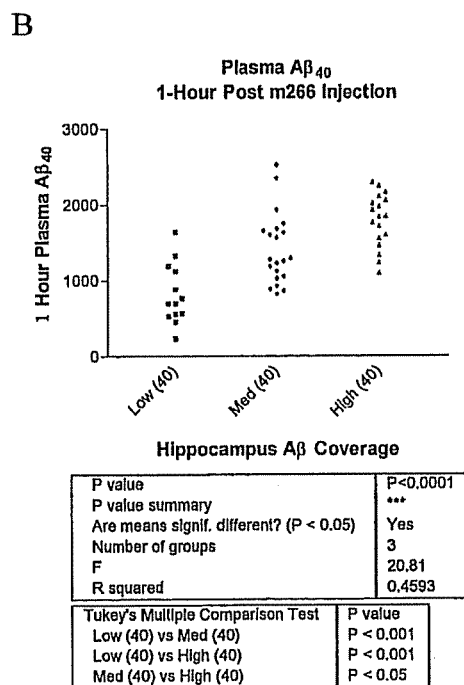 B
Plasma Aβ40
1-Hour Post m266 Injection
3000
2000
1000
0
1 Hour Plasma Aβ40
Low (40)
Med (40)
High (40)
Hippocampus Aβ Coverage
P value P<0.0001
P value summary ***
Are means signif. different? (P < 0.05) Yes
Number of groups 3
F 20.81
R squared 0.4593
Tukey's Multiple Comparison Test P value
Low (40) vs Med (40) P < 0.001
Low (40) vs High (40) P < 0.001
Med (40) vs High (40) P < 0.05